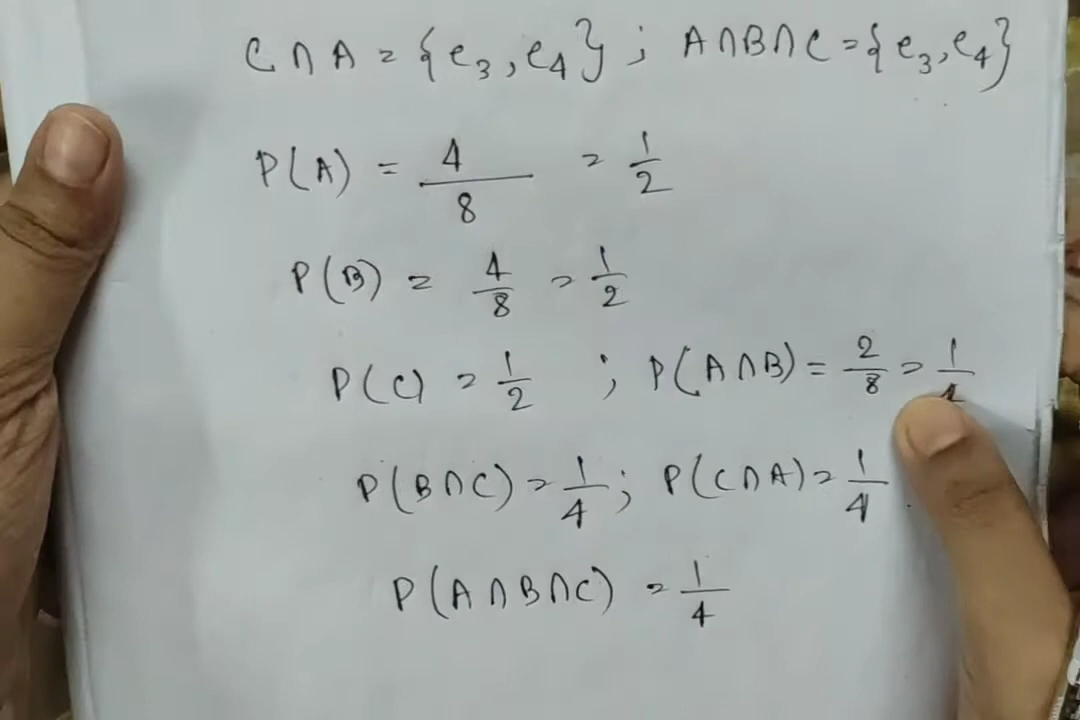 C∩A = {e₃, e₄} ; A∩B∩C = {e₃, e₄}
P(A) = 4/8 = 1/2
P(B) = 4/8 = 1/2
P(C) = 1/2 ; P(A∩B) = 2/8 = 1/4
P(B∩C) = 1/4 ; P(C∩A) = 1/4
P(A∩B∩C) = 1/4